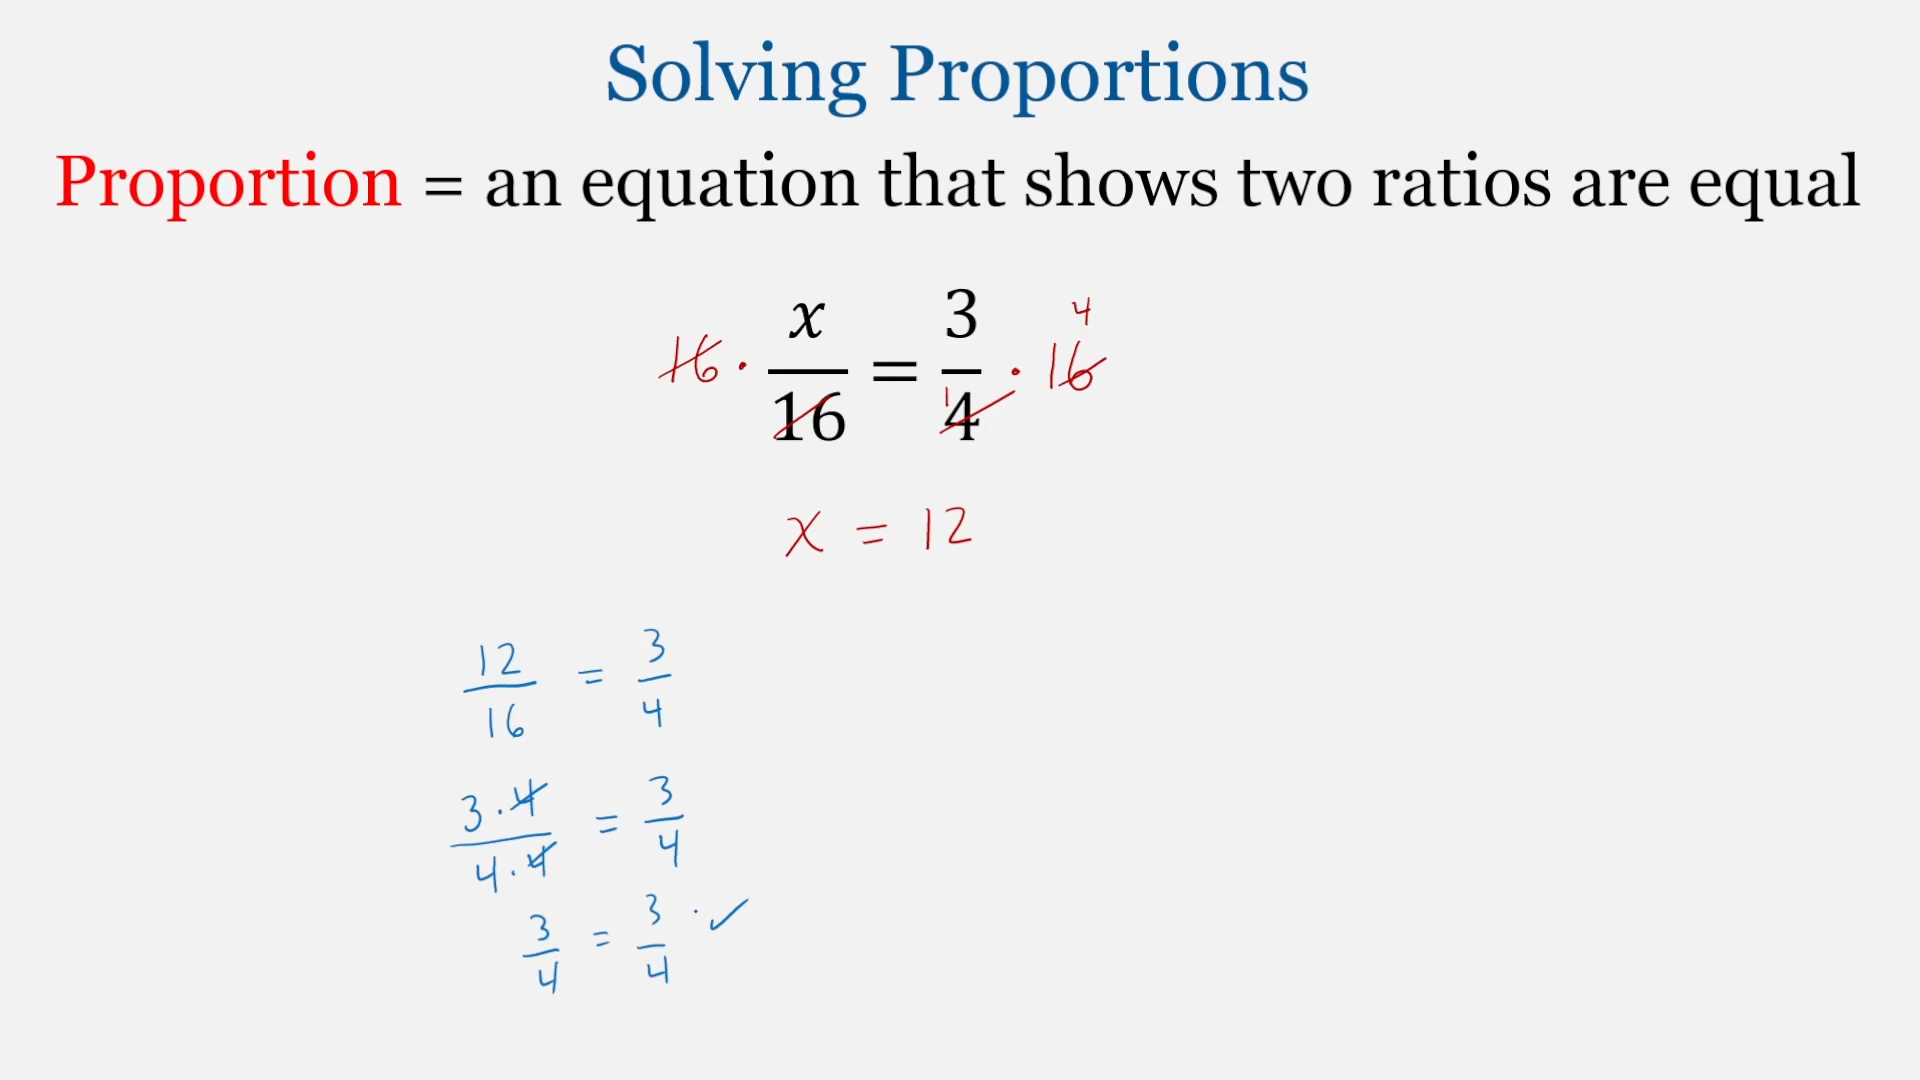 Solving Proportions
Proportion = an equation that shows two ratios are equal
16 · x/16 = 3/4 · 16
1 4
x = 12
12/16 = 3/4
3·4/4·4 = 3/4
3/4 = 3/4 ✓